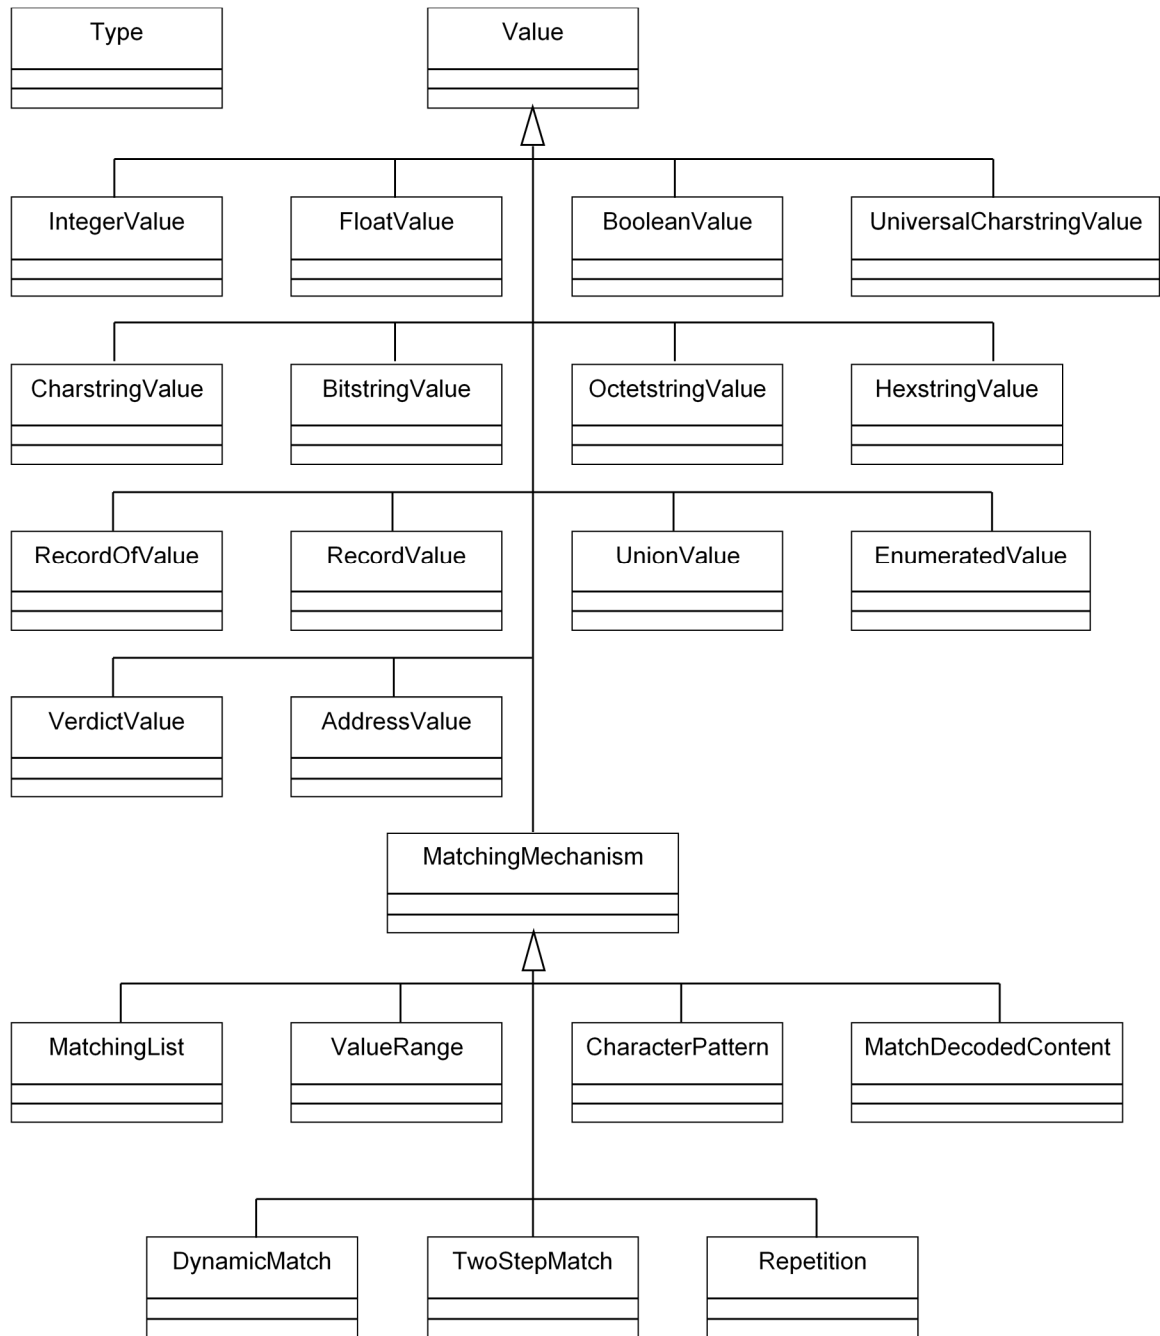 Type
Value
IntegerValue
FloatValue
BooleanValue
UniversalCharstringValue
CharstringValue
BitstringValue
OctetstringValue
HexstringValue
RecordOfValue
RecordValue
UnionValue
EnumeratedValue
VerdictValue
AddressValue
MatchingMechanism
MatchingList
ValueRange
CharacterPattern
MatchDecodedContent
DynamicMatch
TwoStepMatch
Repetition